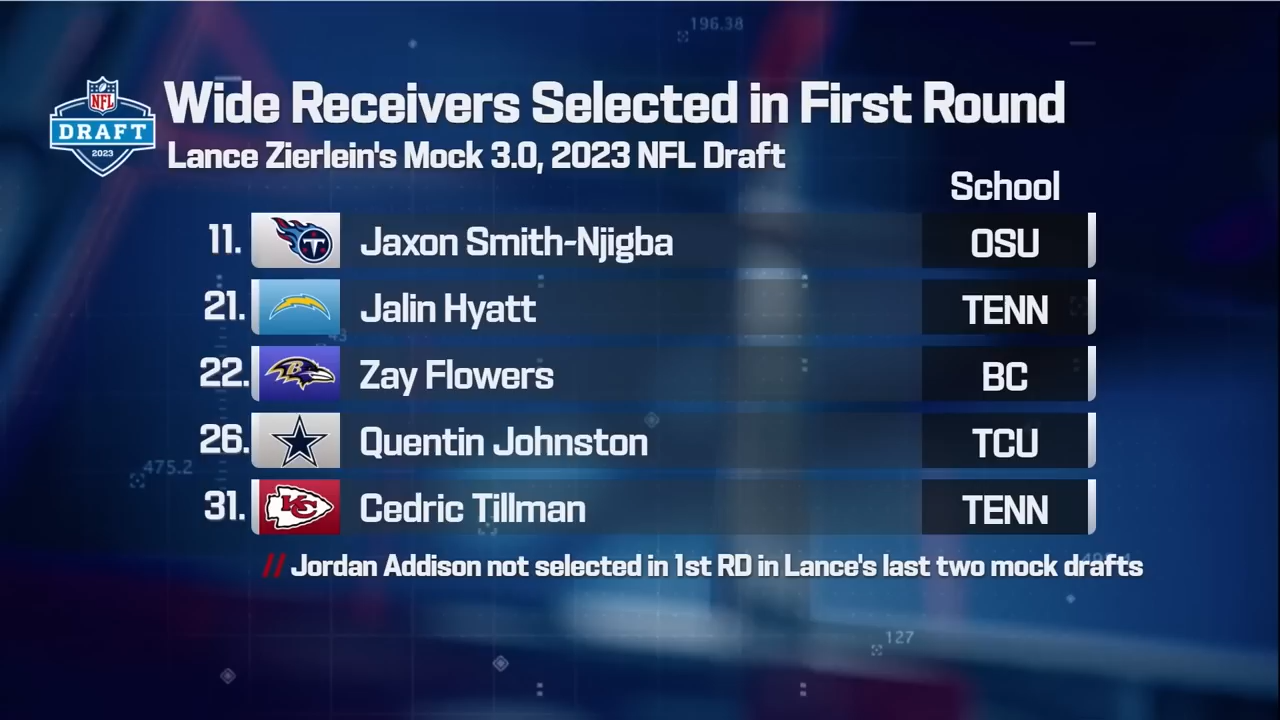 196.38
NFL
DRAFT
2023
Wide Receivers Selected in First Round
Lance Zierlein's Mock 3.0, 2023 NFL Draft
School
11. T Jaxon Smith-Njigba OSU
21. Jalin Hyatt TENN
43
22. B Zay Flowers BC
26. Quentin Johnston TCU
475.2
31. KC Cedric Tillman TENN
// Jordan Addison not selected in 1st RD in Lance's last two mock drafts
127